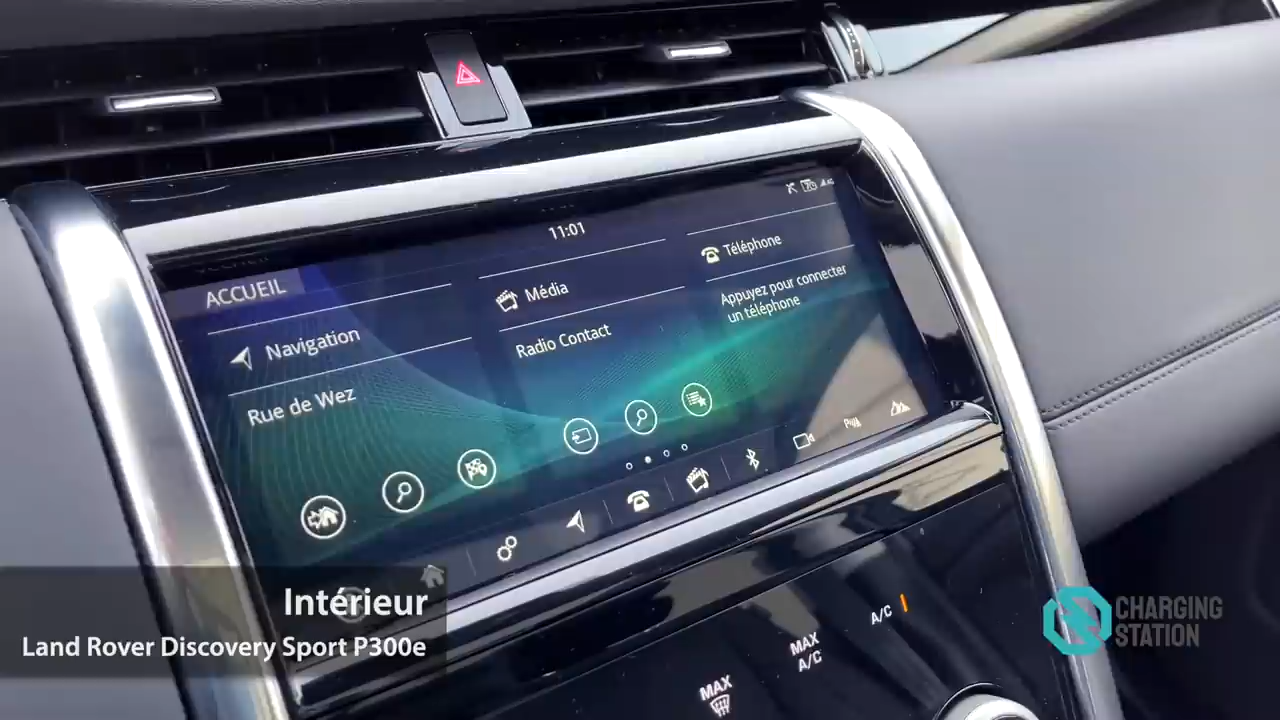 11:01
ACCUEIL
Navigation
Rue de Wez
Média
Radio Contact
Téléphone
Appuyez pour connecter
un téléphone
A/C
MAX
A/C
MAX
Intérieur
Land Rover Discovery Sport P300e
CHARGING
STATION